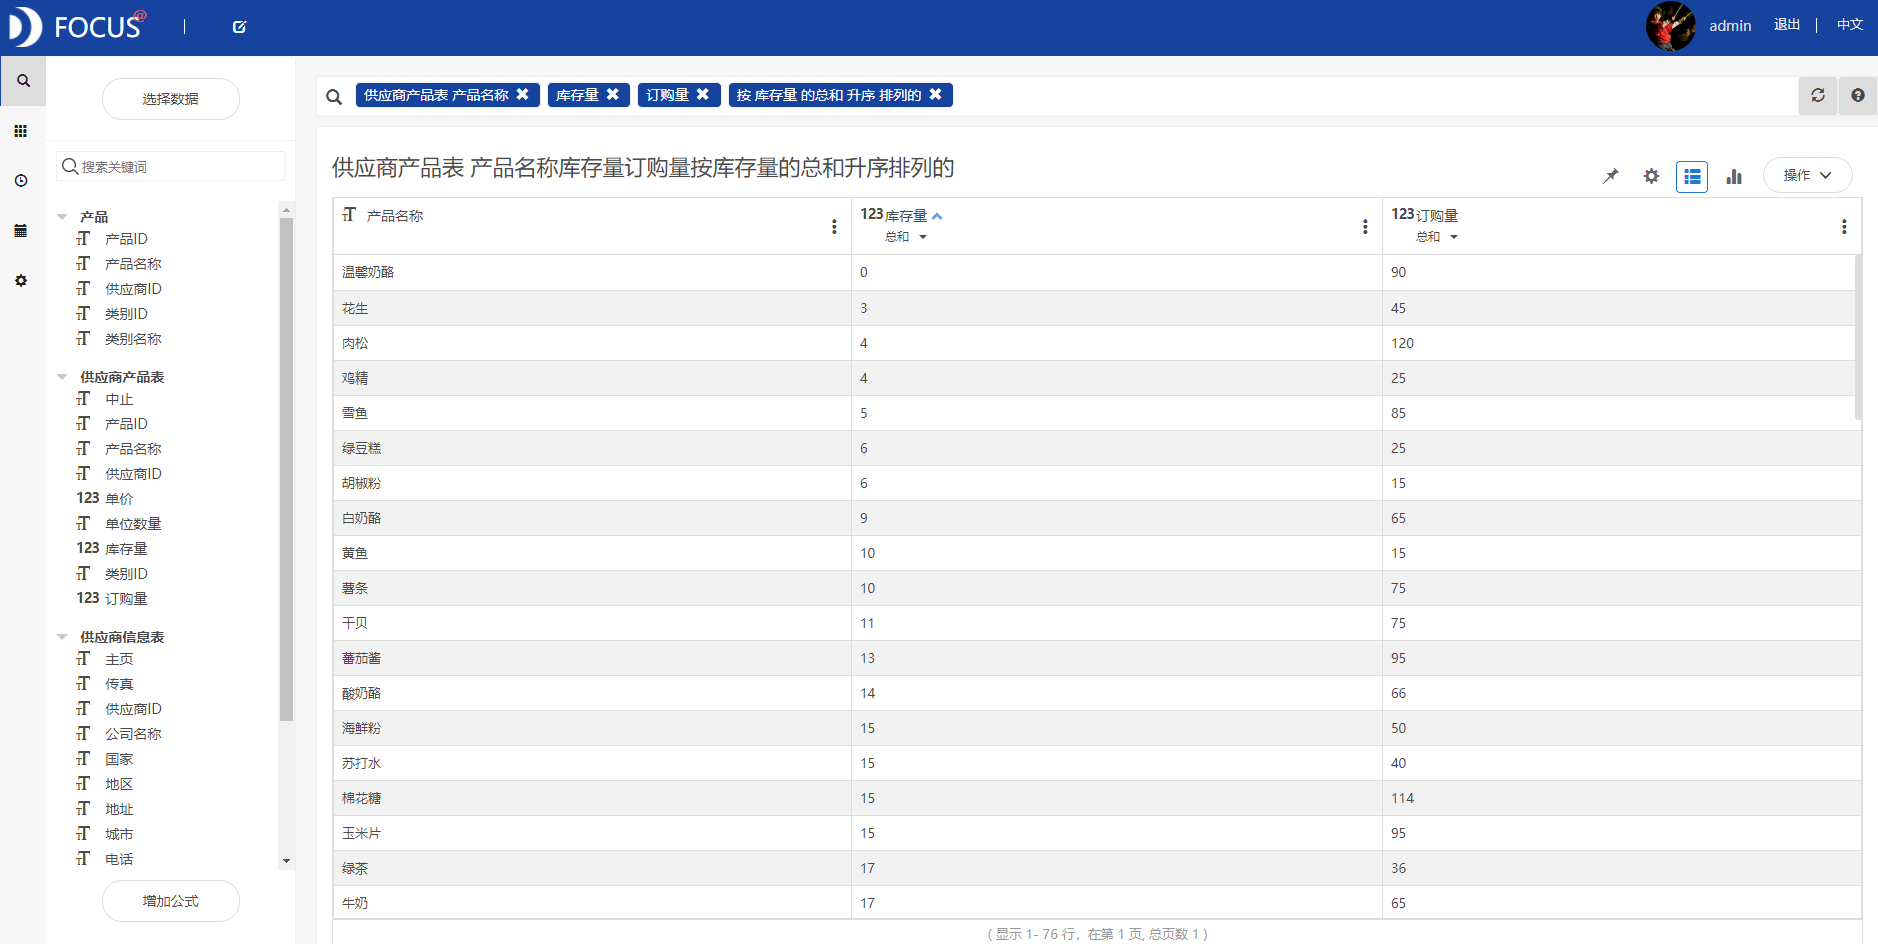 FOCUS@ | admin 退出 | 中文
选择数据
搜索关键词
产品
产品ID
产品名称
供应商ID
类别ID
类别名称
供应商产品表
中止
产品ID
产品名称
供应商ID
123 单价
单位数量
123 库存量
类别ID
123 订购量
供应商信息表
主页
传真
供应商ID
公司名称
国家
地区
地址
城市
电话
增加公式
供应商产品表 产品名称 ✖ 库存量 ✖ 订购量 ✖ 按 库存量 的总和 升序 排列的 ✖
供应商产品表 产品名称库存量订购量按库存量的总和升序排列的
操作
产品名称 123 库存量 123 订购量
总和 总和
温馨奶酪 0 90
花生 3 45
肉松 4 120
鸡精 4 25
雪鱼 5 85
绿豆糕 6 25
胡椒粉 6 15
白奶酪 9 65
黄鱼 10 15
薯条 10 75
干贝 11 75
蕃茄酱 13 95
酸奶酪 14 66
海鲜粉 15 50
苏打水 15 40
棉花糖 15 114
玉米片 15 95
绿茶 17 36
牛奶 17 65
( 显示 1- 76 行，在第 1 页, 总页数 1 )